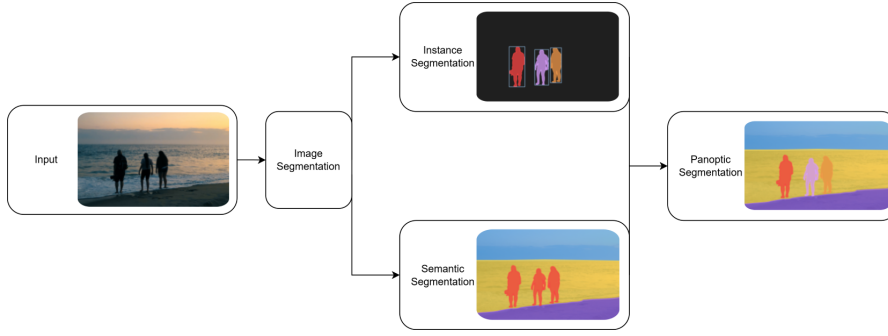 Input
Image
Segmentation
Instance
Segmentation
Semantic
Segmentation
Panoptic
Segmentation